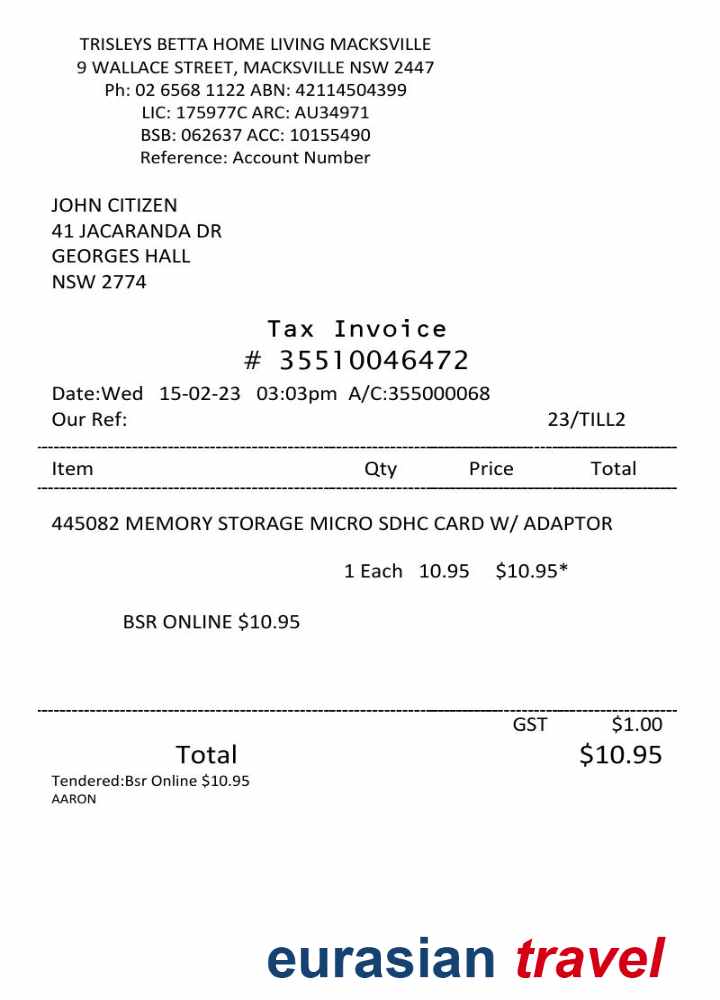 TRISLEYS BETTA HOME LIVING MACKSVILLE
9 WALLACE STREET, MACKSVILLE NSW 2447
Ph: 02 6568 1122 ABN: 42114504399
LIC: 175977C ARC: AU34971
BSB: 062637 ACC: 10155490
Reference: Account Number
JOHN CITIZEN
41 JACARANDA DR
GEORGES HALL
NSW 2774
Tax Invoice
# 35510046472
Date:Wed 15-02-23 03:03pm A/C:355000068
Our Ref: 23/TILL2
Item Qty Price Total
445082 MEMORY STORAGE MICRO SDHC CARD W/ ADAPTOR
1 Each 10.95 $10.95*
BSR ONLINE $10.95
GST $1.00
Total $10.95
Tendered:Bsr Online $10.95
AARON
eurasian travel